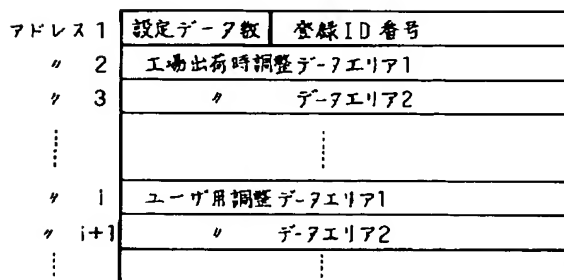 アドレス 1 設定データ数 登録ID番号
〃 2 工場出荷時調整データエリア1
〃 3 〃 データエリア2
〃 i ユーザ用調整データエリア1
〃 i+1 〃 データエリア2